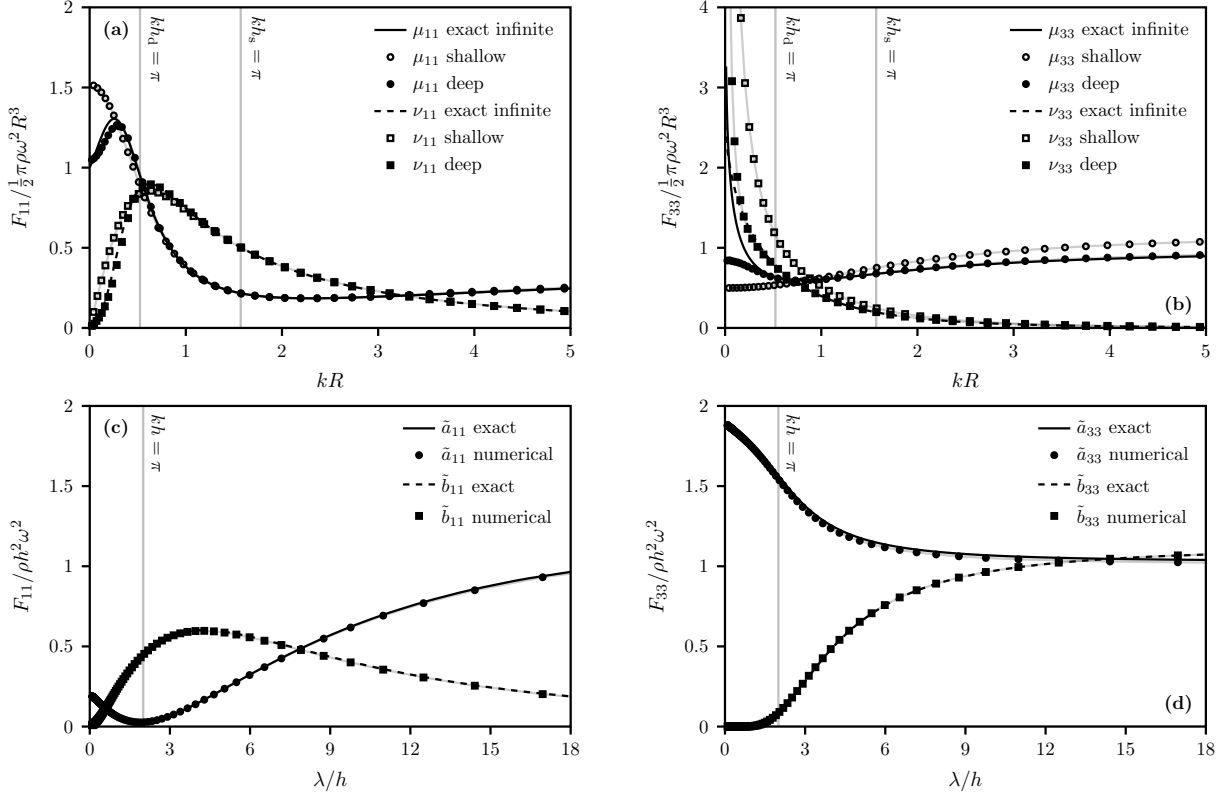 (a)
kh_d = π
kh_s = π
μ₁₁ exact infinite
μ₁₁ shallow
μ₁₁ deep
ν₁₁ exact infinite
ν₁₁ shallow
ν₁₁ deep
F₁₁/½πρω²R³
2
1.5
1
0.5
0
0 1 2 3 4 5
kR
kh_d = π
kh_s = π
μ₃₃ exact infinite
μ₃₃ shallow
μ₃₃ deep
ν₃₃ exact infinite
ν₃₃ shallow
ν₃₃ deep
(b)
F₃₃/½πρω²R³
4
3
2
1
0
0 1 2 3 4 5
kR
(c)
kh = π
ã₁₁ exact
ã₁₁ numerical
b̃₁₁ exact
b̃₁₁ numerical
F₁₁/ρh²ω²
2
1.5
1
0.5
0
0 3 6 9 12 15 18
λ/h
kh = π
ã₃₃ exact
ã₃₃ numerical
b̃₃₃ exact
b̃₃₃ numerical
(d)
F₃₃/ρh²ω²
2
1.5
1
0.5
0
0 3 6 9 12 15 18
λ/h